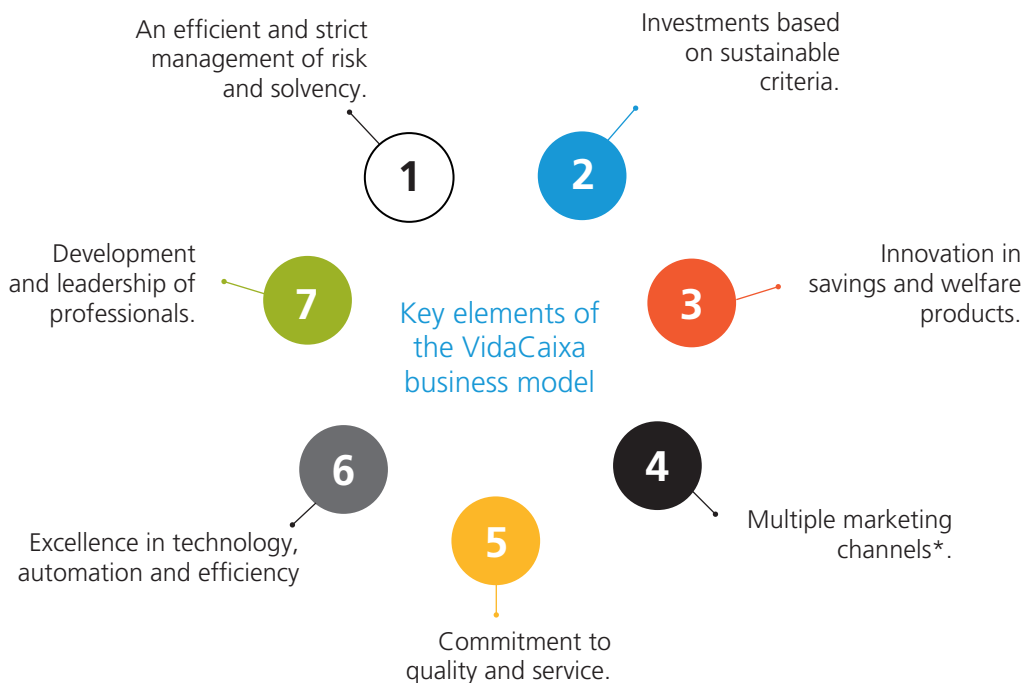 An efficient and strict
management of risk
and solvency.
1
Investments based
on sustainable
criteria.
2
Innovation in
savings and welfare
products.
3
Multiple marketing
channels*.
4
Commitment to
quality and service.
5
Excellence in technology,
automation and efficiency
6
Development
and leadership of
professionals.
7
Key elements of
the VidaCaixa
business model